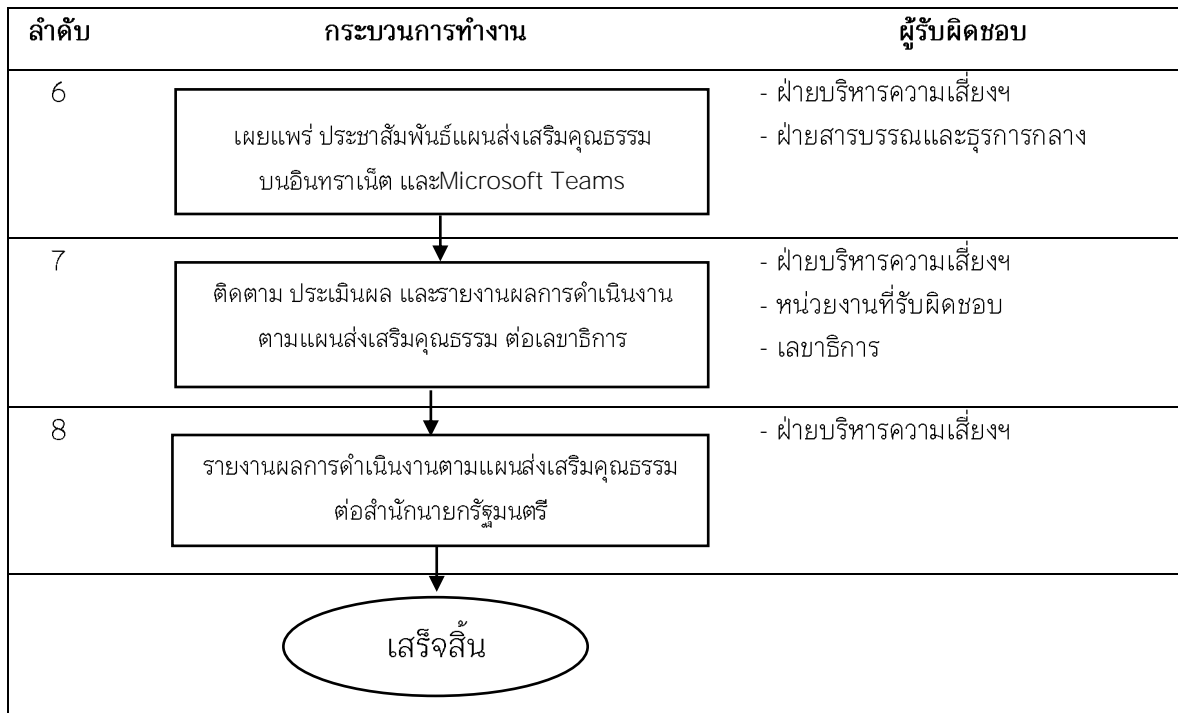 ลำดับ กระบวนการทำงาน ผู้รับผิดชอบ
6
เผยแพร่ ประชาสัมพันธ์แผนส่งเสริมคุณธรรม
บนอินทราเน็ต และMicrosoft Teams
- ฝ่ายบริหารความเสี่ยงฯ
- ฝ่ายสารบรรณและธุรการกลาง
7
ติดตาม ประเมินผล และรายงานผลการดำเนินงาน
ตามแผนส่งเสริมคุณธรรม ต่อเลขาธิการ
- ฝ่ายบริหารความเสี่ยงฯ
- หน่วยงานที่รับผิดชอบ
- เลขาธิการ
8
รายงานผลการดำเนินงานตามแผนส่งเสริมคุณธรรม
ต่อสำนักนายกรัฐมนตรี
- ฝ่ายบริหารความเสี่ยงฯ
เสร็จสิ้น